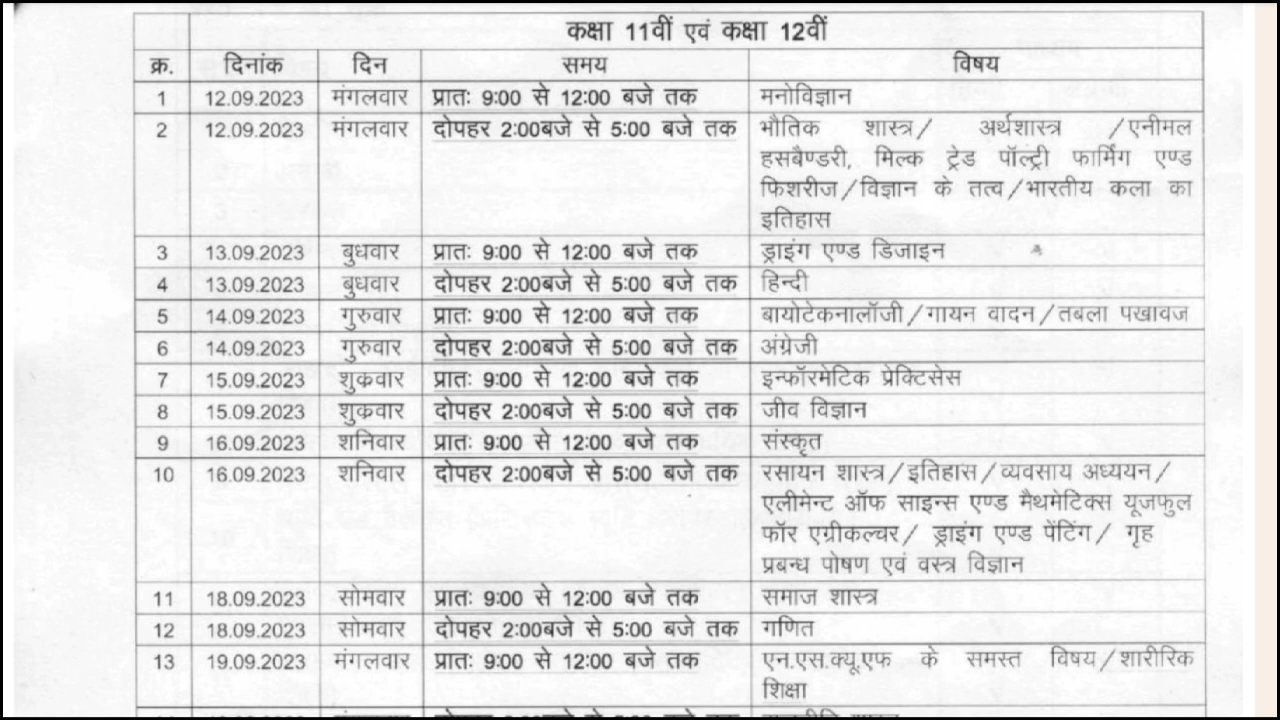 कक्षा 11वीं एवं कक्षा 12वीं
क्र. दिनांक दिन समय विषय
1 12.09.2023 मंगलवार प्रातः 9:00 से 12:00 बजे तक मनोविज्ञान
2 12.09.2023 मंगलवार दोपहर 2:00बजे से 5:00 बजे तक भौतिक शास्त्र/ अर्थशास्त्र /एनीमल
हसबैण्डरी, मिल्क ट्रेड पॉल्ट्री फार्मिंग एण्ड
फिशरीज/विज्ञान के तत्व/भारतीय कला का
इतिहास
3 13.09.2023 बुधवार प्रातः 9:00 से 12:00 बजे तक ड्राइंग एण्ड डिजाइन
4 13.09.2023 बुधवार दोपहर 2:00बजे से 5:00 बजे तक हिन्दी
5 14.09.2023 गुरुवार प्रातः 9:00 से 12:00 बजे तक बायोटेकनालॉजी/गायन वादन/तबला पखावज
6 14.09.2023 गुरुवार दोपहर 2:00बजे से 5:00 बजे तक अंग्रेजी
7 15.09.2023 शुक्रवार प्रातः 9:00 से 12:00 बजे तक इन्फॉरमेटिक प्रेक्टिसेस
8 15.09.2023 शुक्रवार दोपहर 2:00बजे से 5:00 बजे तक जीव विज्ञान
9 16.09.2023 शनिवार प्रातः 9:00 से 12:00 बजे तक संस्कृत
10 16.09.2023 शनिवार दोपहर 2:00बजे से 5:00 बजे तक रसायन शास्त्र/इतिहास/व्यवसाय अध्ययन/
एलीमेन्ट ऑफ साइन्स एण्ड मैथमेटिक्स यूजफुल
फॉर एग्रीकल्चर/ ड्राइंग एण्ड पेंटिंग/ गृह
प्रबन्ध पोषण एवं वस्त्र विज्ञान
11 18.09.2023 सोमवार प्रातः 9:00 से 12:00 बजे तक समाज शास्त्र
12 18.09.2023 सोमवार दोपहर 2:00बजे से 5:00 बजे तक गणित
13 19.09.2023 मंगलवार प्रातः 9:00 से 12:00 बजे तक एन.एस.क्यू.एफ के समस्त विषय/शारीरिक
शिक्षा